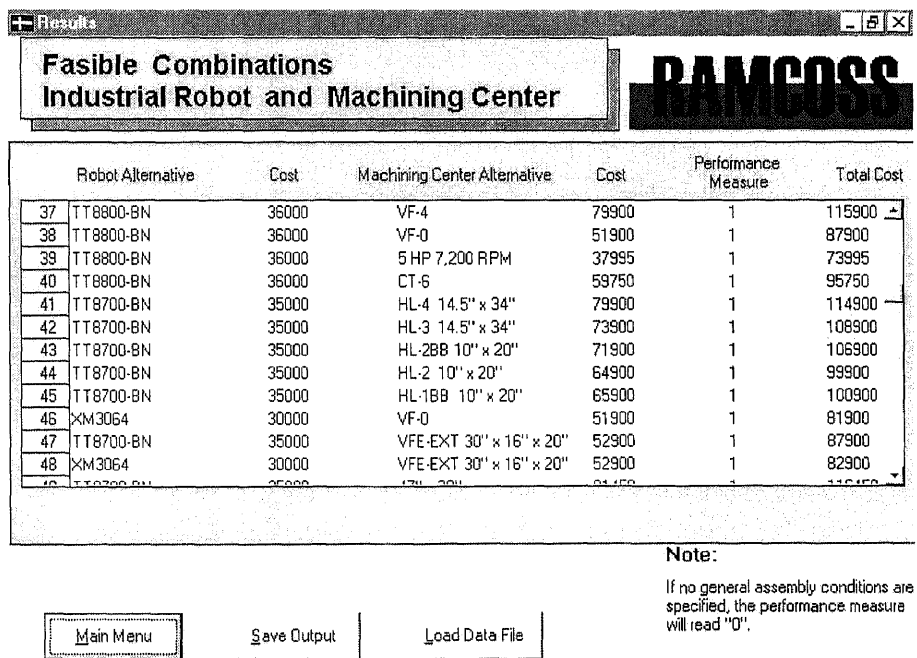 Results
Fasible Combinations
Industrial Robot and Machining Center
RAMCOSS
Robot Alternative Cost Machining Center Alternative Cost Performance Measure Total Cost
37 TT8800-BN 36000 VF-4 79900 1 115900
38 TT8800-BN 36000 VF-0 51900 1 87900
39 TT8800-BN 36000 5 HP 7,200 RPM 37995 1 73995
40 TT8800-BN 36000 CT-6 59750 1 95750
41 TT8700-BN 35000 HL-4 14.5" x 34" 79900 1 114900
42 TT8700-BN 35000 HL-3 14.5" x 34" 73900 1 108900
43 TT8700-BN 35000 HL-2BB 10" x 20" 71900 1 106900
44 TT8700-BN 35000 HL-2 10" x 20" 64900 1 99900
45 TT8700-BN 35000 HL-1BB 10" x 20" 65900 1 100900
46 XM3064 30000 VF-0 51900 1 81900
47 TT8700-BN 35000 VFE-EXT 30" x 16" x 20" 52900 1 87900
48 XM3064 30000 VFE-EXT 30" x 16" x 20" 52900 1 82900
Note:
If no general assembly conditions are
specified, the performance measure
will read "0".
Main Menu Save Output Load Data File